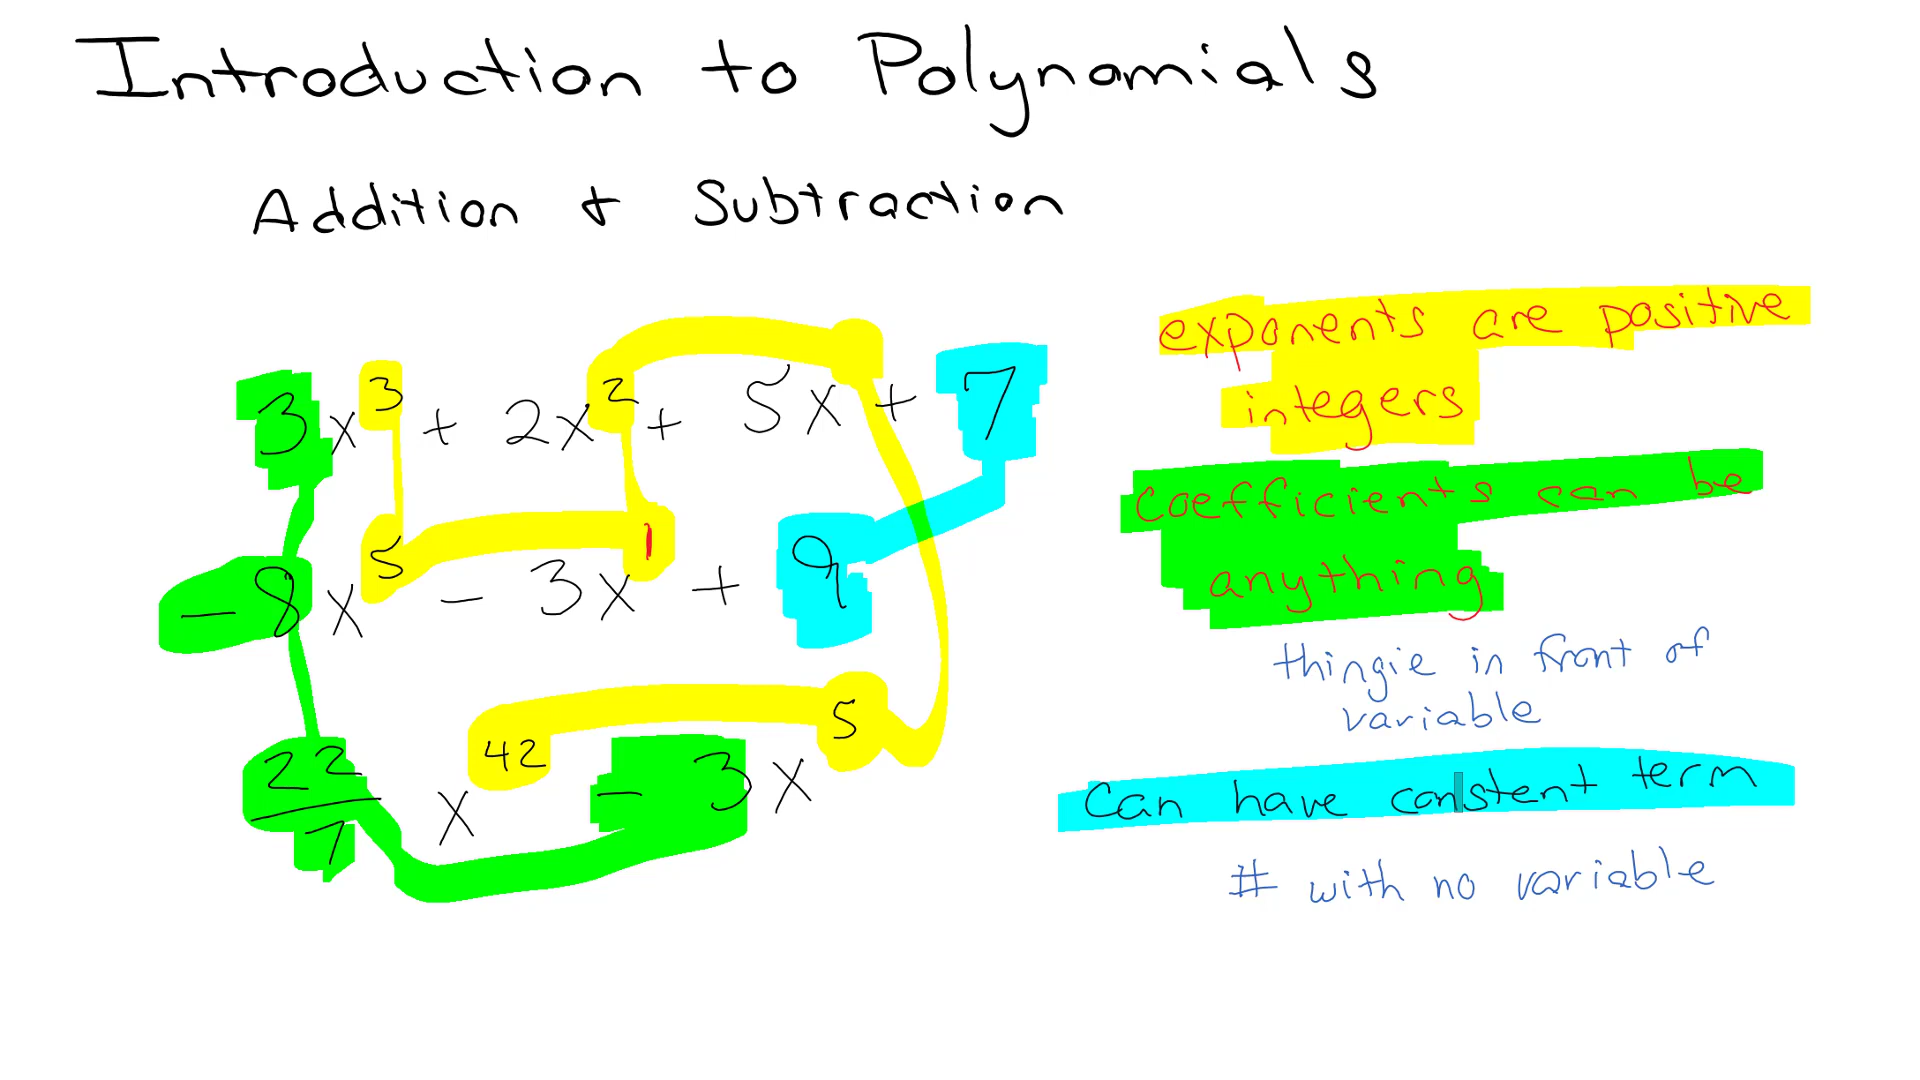 Introduction to Polynomials
Addition & Subtraction
3x³ + 2x² + 5x + 7
-8x⁵ - 3x¹ + 9
22/7 x⁴² - 3x⁵
exponents are positive
integers
coefficients can be
anything
thingie in front of
variable
Can have constent term
# with no variable